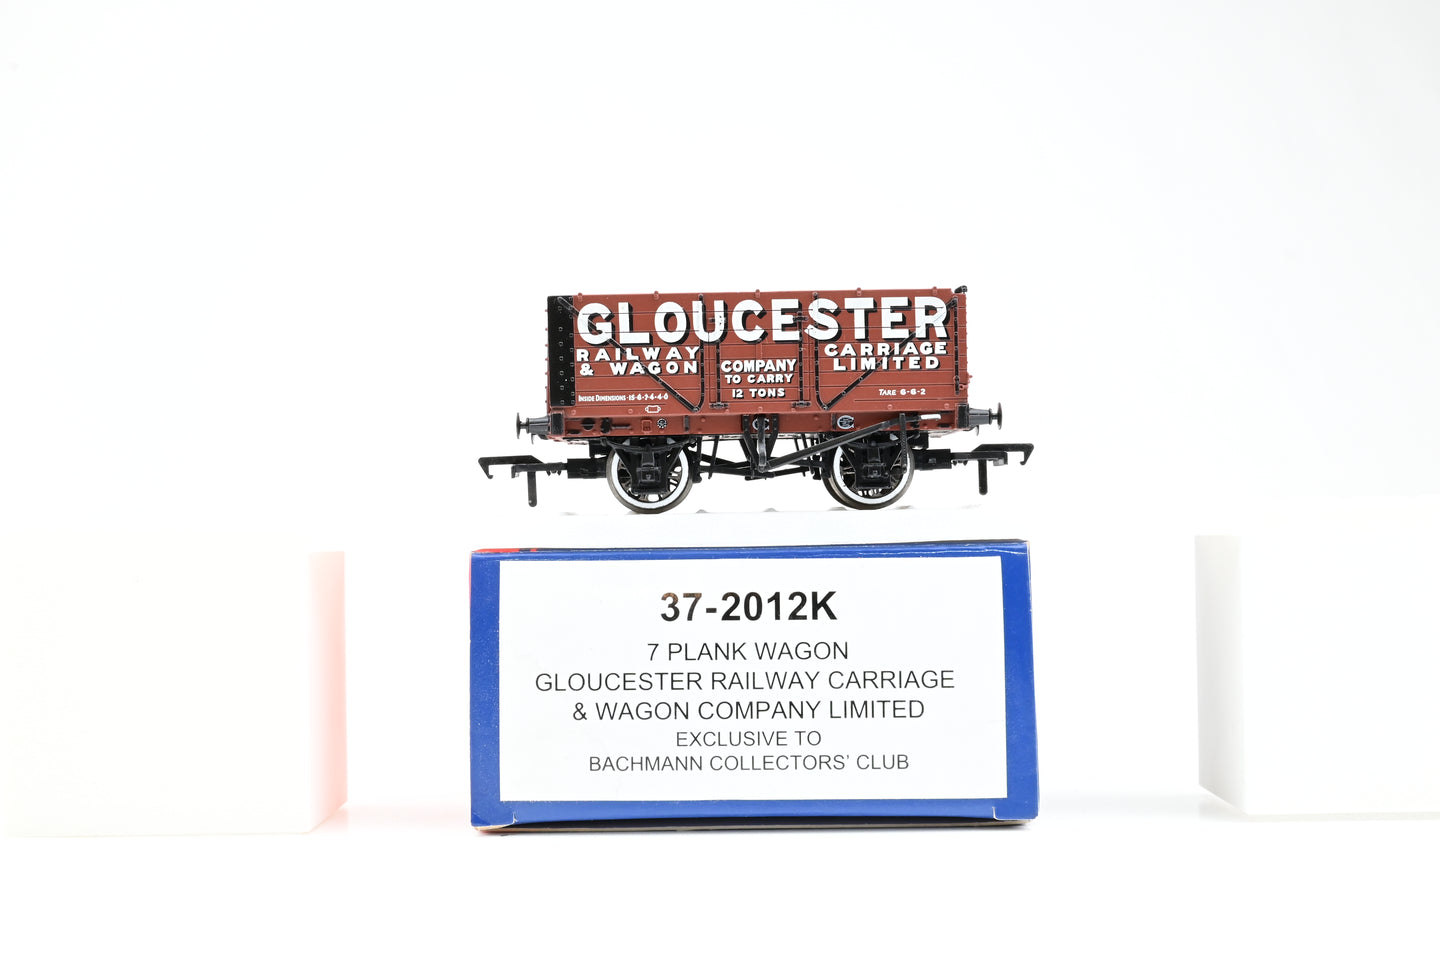 GLOUCESTER
RAILWAY CARRIAGE
& WAGON COMPANY LIMITED
TO CARRY
12 TONS
TARE 6-6-2
37-2012K
7 PLANK WAGON
GLOUCESTER RAILWAY CARRIAGE
& WAGON COMPANY LIMITED
EXCLUSIVE TO
BACHMANN COLLECTORS' CLUB